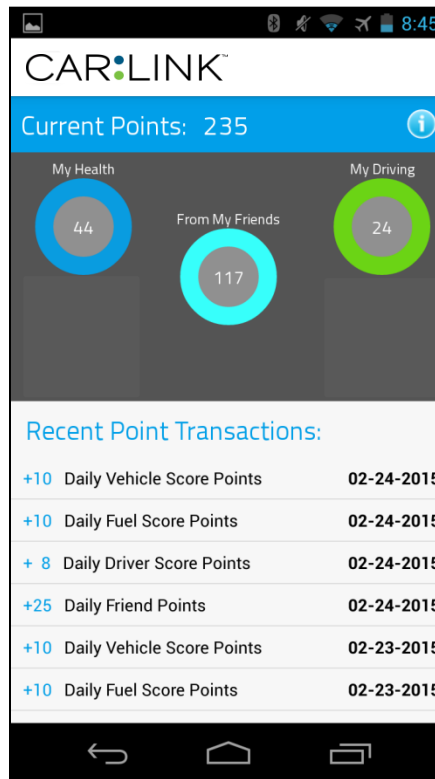 8:45
CAR:LINK™
Current Points: 235
i
My Health
My Driving
From My Friends
44
24
117
Recent Point Transactions:
+10 Daily Vehicle Score Points 02-24-2015
+10 Daily Fuel Score Points 02-24-2015
+ 8 Daily Driver Score Points 02-24-2015
+25 Daily Friend Points 02-24-2015
+10 Daily Vehicle Score Points 02-23-2015
+10 Daily Fuel Score Points 02-23-2015